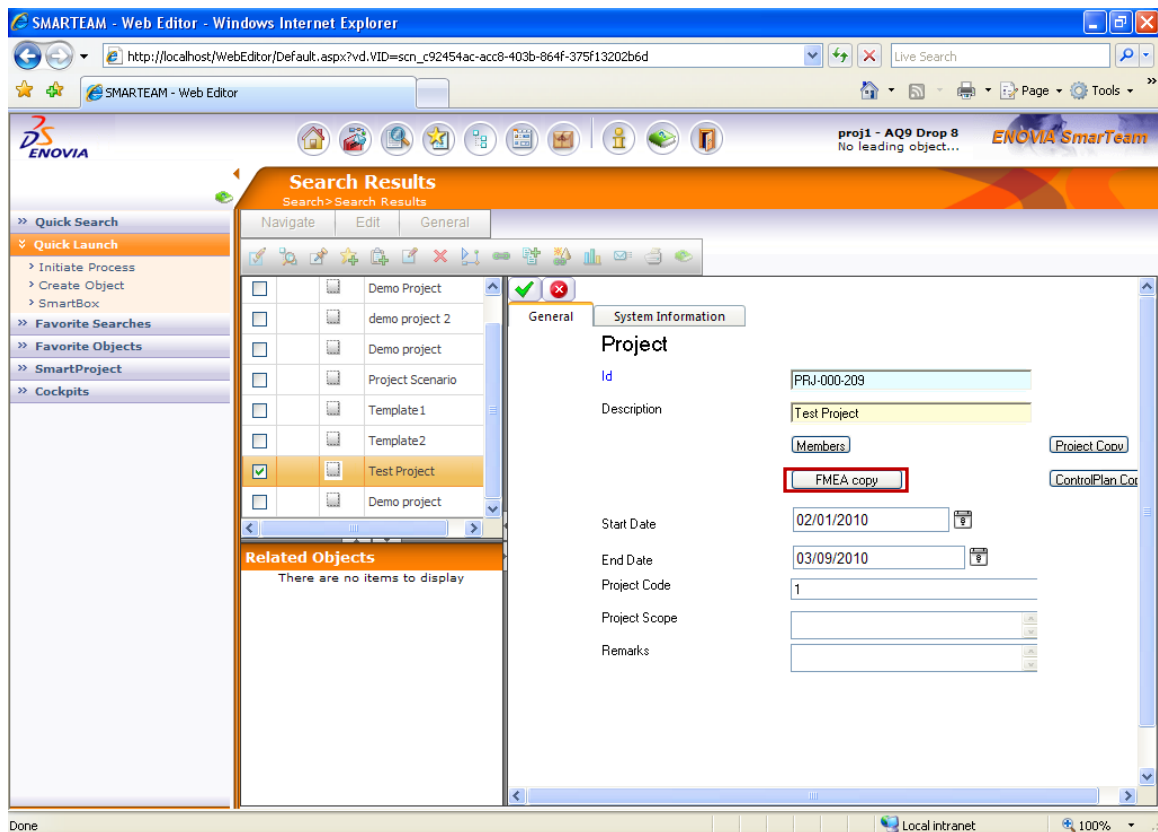 SMARTEAM - Web Editor - Windows Internet Explorer
http://localhost/WebEditor/Default.aspx?vd.VID=scn_c92454ac-acc8-403b-864f-375f13202b6d
Live Search
SMARTEAM - Web Editor
Page
Tools
»
DS
ENOVIA
proj1 - AQ9 Drop 8
No leading object...
ENOVIA SmarTeam
Search Results
Search>Search Results
Quick Search
Quick Launch
Initiate Process
Create Object
SmartBox
Favorite Searches
Favorite Objects
SmartProject
Cockpits
Navigate
Edit
General
Demo Project
demo project 2
Demo project
Project Scenario
Template1
Template2
Test Project
Demo project
Related Objects
There are no items to display
General
System Information
Project
Id
PRJ-000-209
Description
Test Project
Members
Project Copy
FMEA copy
ControlPlan Cor
Start Date
02/01/2010
End Date
03/09/2010
Project Code
1
Project Scope
Remarks
Done
Local intranet
100%